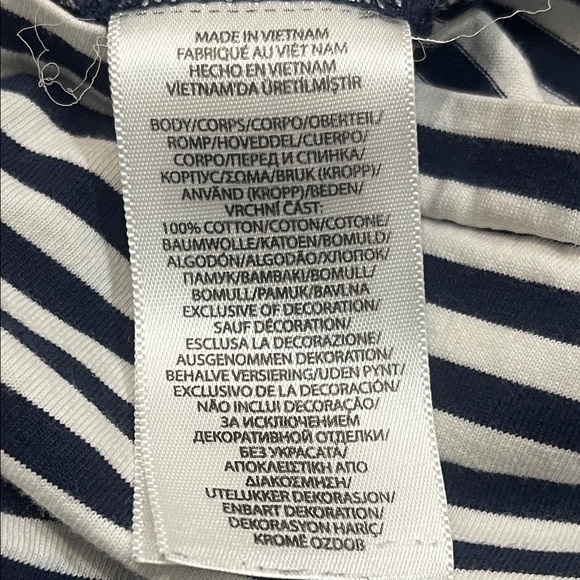 MADE IN VIETNAM
FABRIQUÉ AU VIÊT NAM
HECHO EN VIETNAM
VİETNAM'DA ÜRETİLMİŞTİR
BODY/CORPS/CORPO/OBERTEIL/
ROMP/HOVEDDEL/CUERPO/
CORPO/ПЕРЕД И СПИНКА/
КОРПУС/ΣΩΜΑ/BRUK (KROPP)/
ANVÄND (KROPP)/BEDEN/
VRCHNÍ ČÁST:
100% COTTON/COTON/COTONE/
BAUMWOLLE/KATOEN/BOMULD/
ALGODÓN/ALGODÃO/ХЛОПОК/
ПАМУК/ΒΑΜΒΑΚΙ/BOMULL/
BOMULL/PAMUK/BAVLNA
EXCLUSIVE OF DECORATION/
SAUF DÉCORATION/
ESCLUSA LA DECORAZIONE/
AUSGENOMMEN DEKORATION/
BEHALVE VERSIERING/UDEN PYNT/
EXCLUSIVO DE LA DECORACIÓN/
NÃO INCLUI DECORAÇÃO/
ЗА ИСКЛЮЧЕНИЕМ
ДЕКОРАТИВНОЙ ОТДЕЛКИ/
БЕЗ УКРАСАТА/
ΑΠΟΚΛΕΙΣΤΙΚΗ ΑΠΟ
ΔΙΑΚΟΣΜΗΣΗ/
UTELUKKER DEKORASJON/
ENBART DEKORATION/
DEKORASYON HARİÇ/
KROMĚ OZDOB